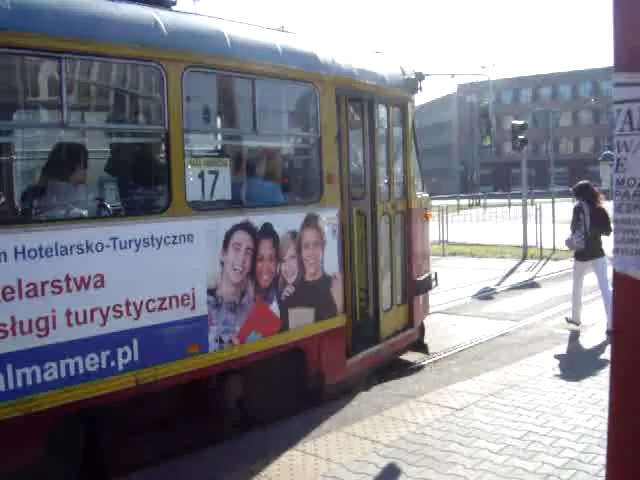 17
m Hotelarsko-Turystyczne
elarstwa
sługi turystycznej
almamer.pl